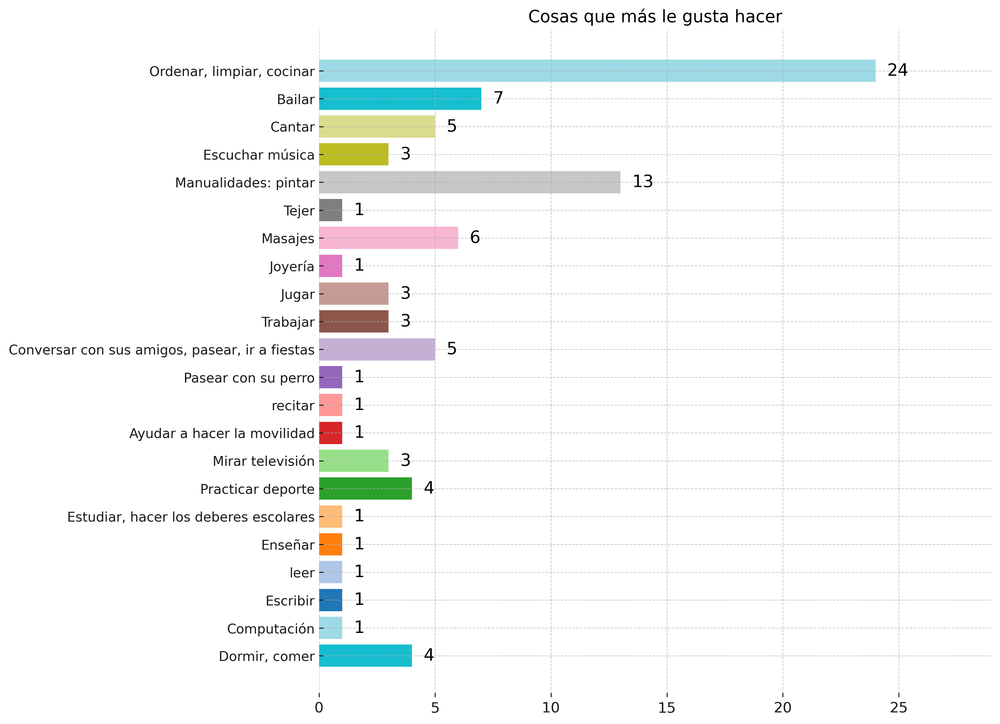 Cosas que más le gusta hacer
Ordenar, limpiar, cocinar 24
Bailar 7
Cantar 5
Escuchar música 3
Manualidades: pintar 13
Tejer 1
Masajes 6
Joyería 1
Jugar 3
Trabajar 3
Conversar con sus amigos, pasear, ir a fiestas 5
Pasear con su perro 1
recitar 1
Ayudar a hacer la movilidad 1
Mirar televisión 3
Practicar deporte 4
Estudiar, hacer los deberes escolares 1
Enseñar 1
leer 1
Escribir 1
Computación 1
Dormir, comer 4
0 5 10 15 20 25